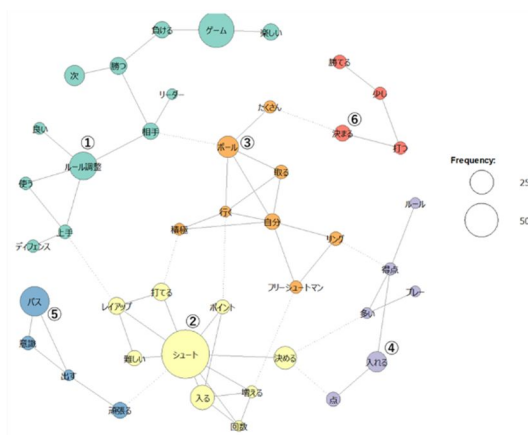 負ける
ゲーム
楽しい
次
勝つ
リーダー
相手
良い
①
ルール調整
使う
上手
ディフェンス
たくさん
③
ボール
取る
行く
積極
自分
リング
フリーシュートマン
勝てる
少し
⑥
決まる
打つ
Frequency:
25
50
ルール
得点
プレー
多い
④
入れる
点
パス
⑤
意識
出す
頑張る
レイアップ
打てる
ポイント
②
シュート
難しい
決める
入る
増える
回数